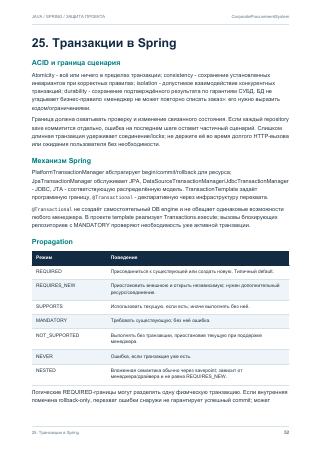 JAVA / SPRING / ЗАЩИТА ПРОЕКТА
CorporateProcurementSystem
25. Транзакции в Spring
ACID и граница сценария
Atomicity - всё или ничего в пределах транзакции; consistency - сохранение установленных
инвариантов при корректных правилах; isolation - допустимое взаимодействие конкурентных
транзакций; durability - сохранение подтверждённого результата по гарантиям СУБД. БД не
угадывает бизнес-правило «менеджер не может повторно списать заказ»: его нужно выразить
кодом/ограничениями.
Граница должна охватывать проверку и изменение связанного состояния. Если каждый repository
save коммитится отдельно, ошибка на последнем шаге оставит частичный сценарий. Слишком
длинная транзакция удерживает соединение/locks; не держите её во время долгого HTTP-вызова
или ожидания пользователя без необходимости.
Механизм Spring
PlatformTransactionManager абстрагирует begin/commit/rollback для ресурса;
JpaTransactionManager обслуживает JPA, DataSourceTransactionManager/JdbcTransactionManager
- JDBC, JTA - соответствующую распределённую модель. TransactionTemplate задаёт
программную границу, @Transactional - декларативную через инфраструктуру перехвата.
@Transactional не создаёт самостоятельный DB engine и не обещает одинаковые возможности
любого менеджера. В проекте template реализует Transactions.execute; вызовы блокирующих
репозиториев с MANDATORY проверяют необходимость уже активной транзакции.
Propagation
Режим
Поведение
REQUIRED
Присоединиться к существующей или создать новую. Типичный default.
REQUIRES_NEW
Приостановить внешнюю и открыть независимую; нужен дополнительный
ресурс/соединение.
SUPPORTS
Использовать текущую, если есть; иначе выполнять без неё.
MANDATORY
Требовать существующую; без неё ошибка.
NOT_SUPPORTED
Выполнять без транзакции, приостановив текущую при поддержке
менеджера.
NEVER
Ошибка, если транзакция уже есть.
NESTED
Вложенная семантика обычно через savepoint; зависит от
менеджера/драйвера и не равна REQUIRES_NEW.
Логические REQUIRED-границы могут разделять одну физическую транзакцию. Если внутренняя
помечена rollback-only, перехват ошибки снаружи не гарантирует успешный commit; может
25. Транзакции в Spring
52